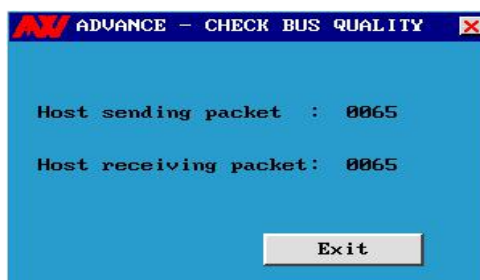 ADVANCE - CHECK BUS QUALITY
Host sending packet : 0065
Host receiving packet: 0065
Exit